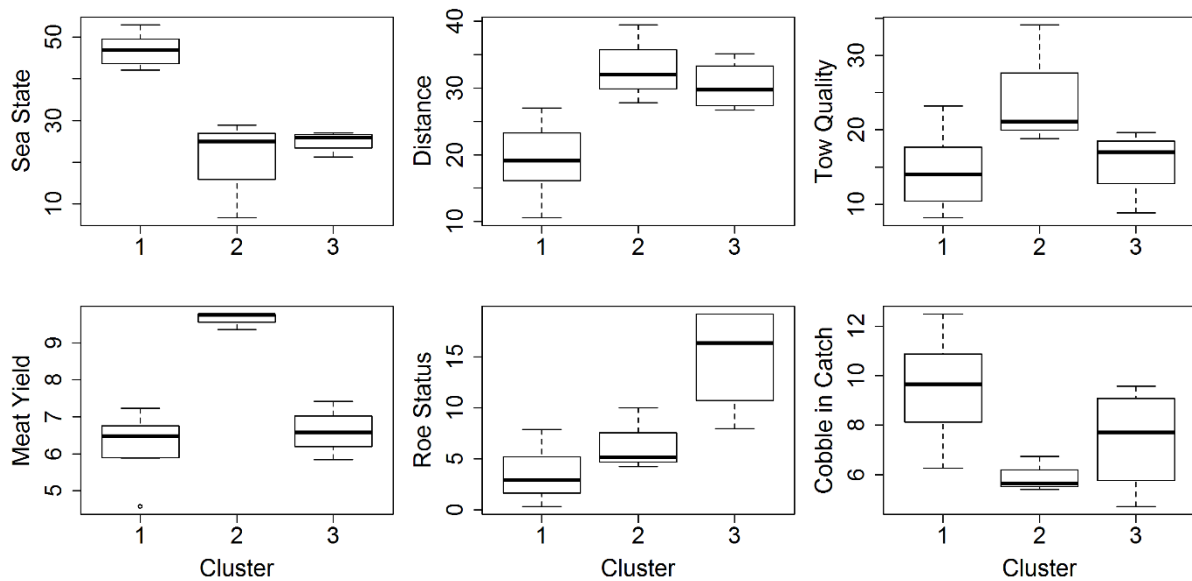 Sea State
50
30
10
1 2 3
Distance
40
30
20
10
1 2 3
Tow Quality
30
20
10
1 2 3
Meat Yield
9
8
7
6
5
1 2 3
Cluster
Roe Status
15
10
5
0
1 2 3
Cluster
Cobble in Catch
12
10
8
6
1 2 3
Cluster